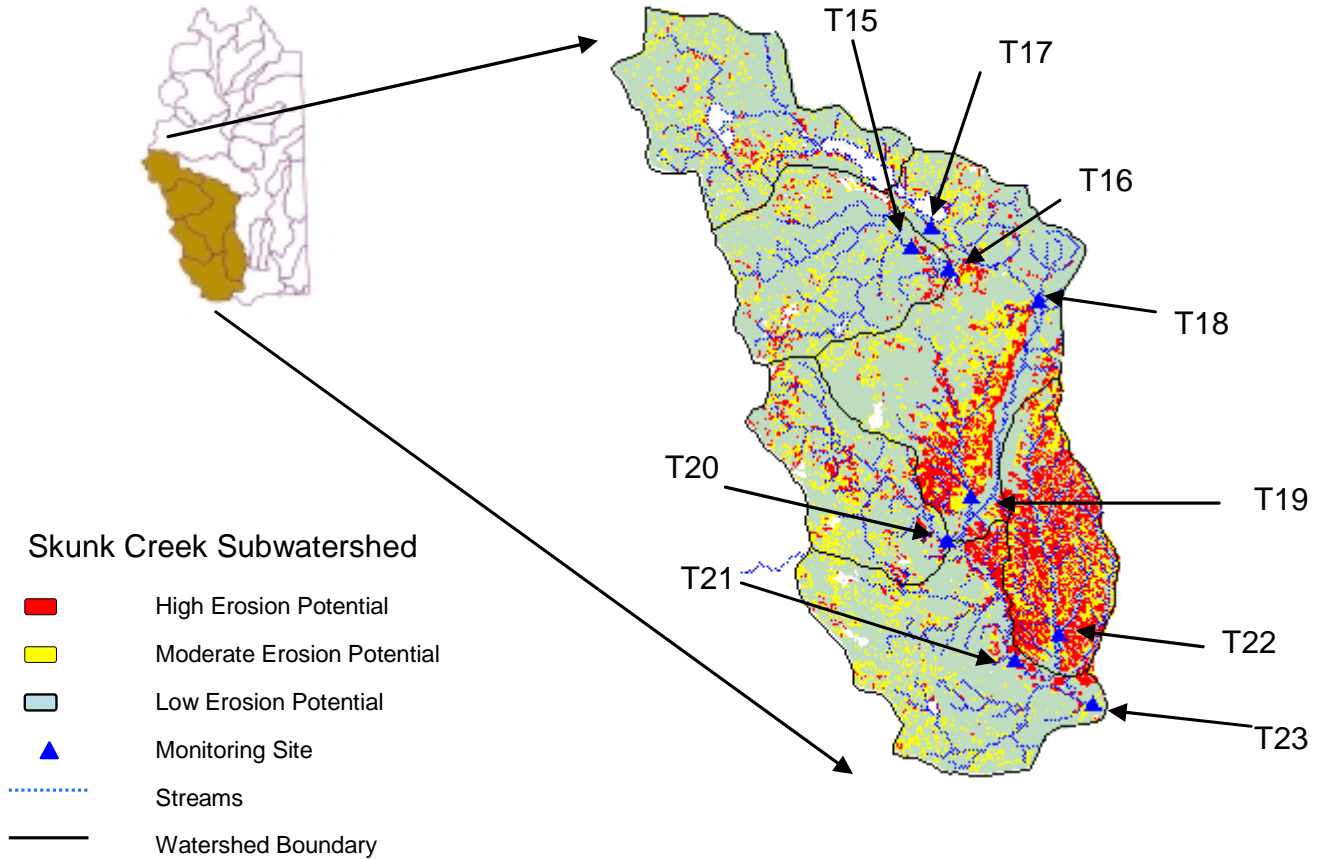 T15
T17
T16
T18
T20
T19
T21
T22
T23
Skunk Creek Subwatershed
High Erosion Potential
Moderate Erosion Potential
Low Erosion Potential
Monitoring Site
Streams
Watershed Boundary